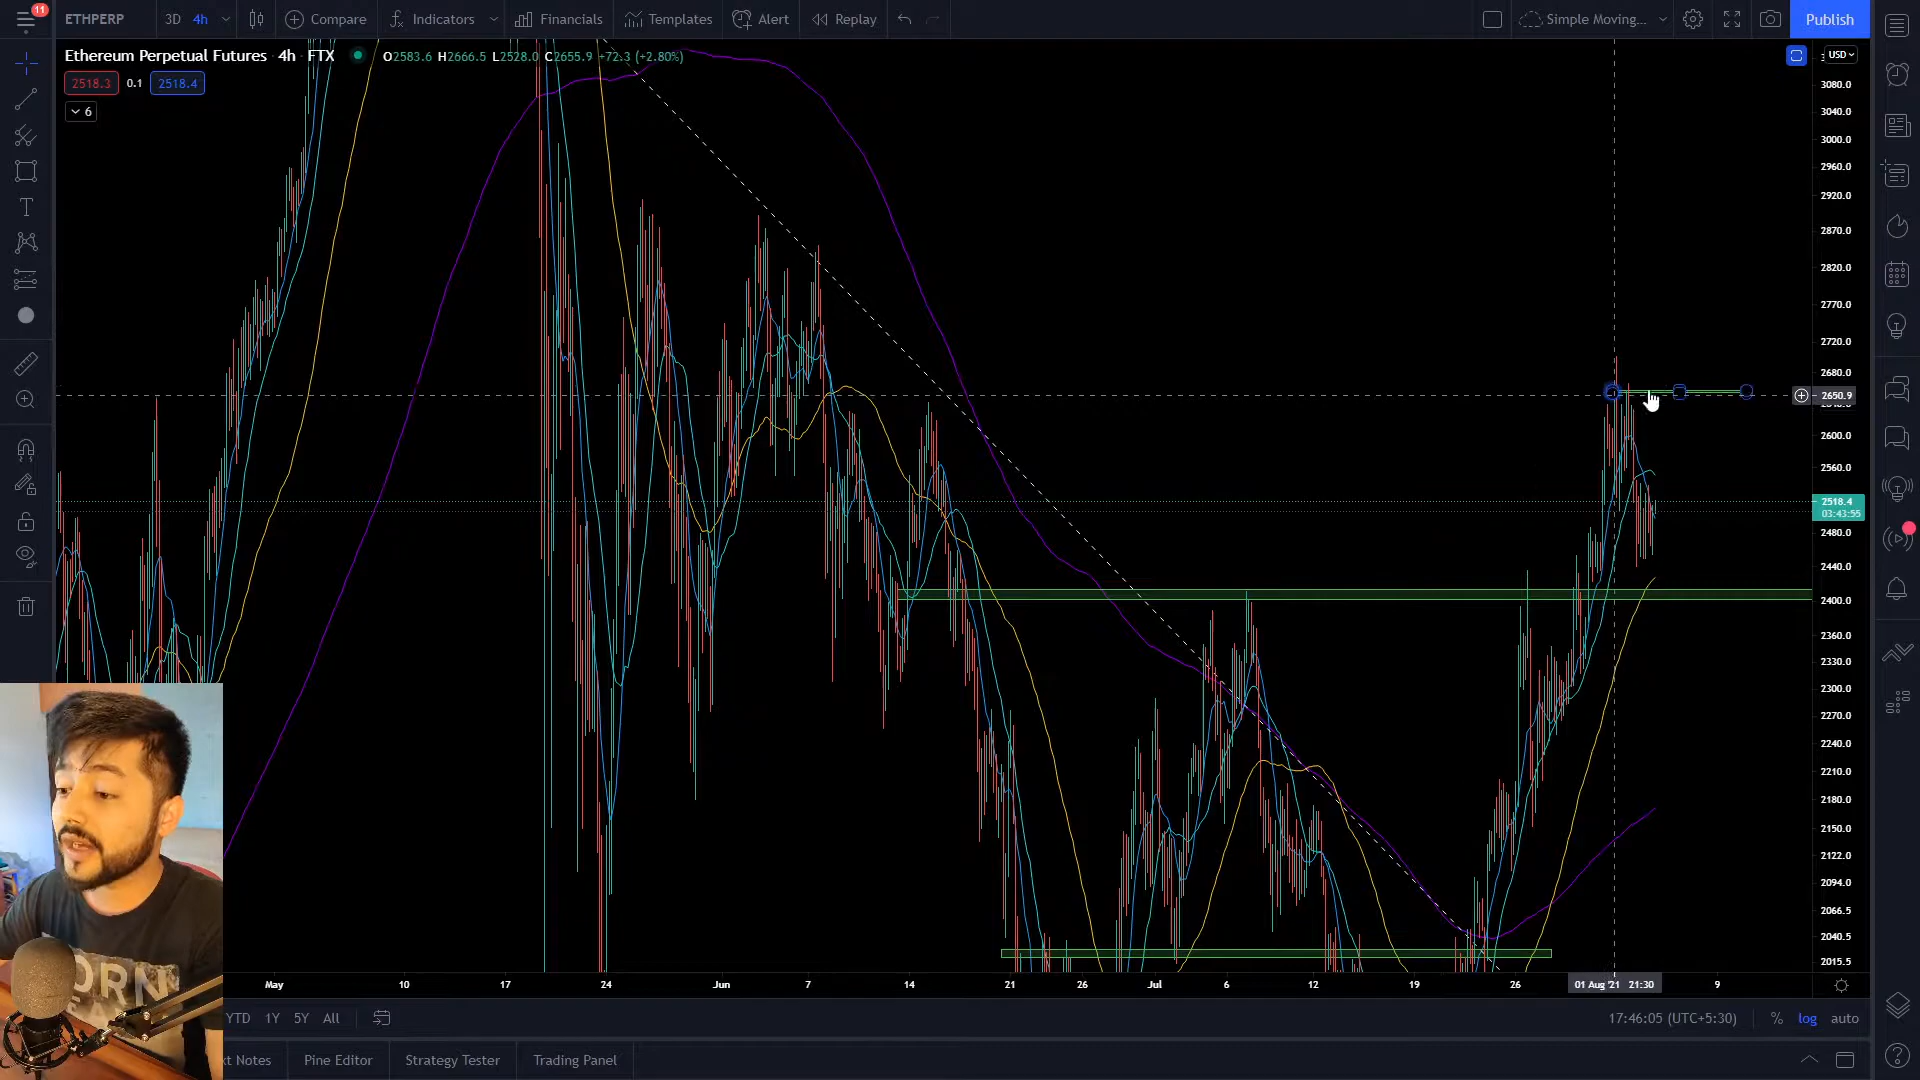 11
ETHPERP
3D 4h
Compare
Indicators
Financials
Templates
Alert
Replay
Simple Moving...
Publish
Ethereum Perpetual Futures · 4h · FTX
O2583.6 H2666.5 L2528.0 C2655.9 +72.3 (+2.80%)
USD
2518.3 0.1 2518.4
6
3080.0
3040.0
3000.0
2960.0
2920.0
2870.0
2820.0
2770.0
2720.0
2680.0
2650.9
2600.0
2560.0
2518.4
03:43:55
2480.0
2440.0
2400.0
2360.0
2330.0
2300.0
2270.0
2240.0
2210.0
2180.0
2150.0
2122.0
2094.0
2066.5
2040.5
2015.5
May 10 17 24 Jun 7 14 21 26 Jul 6 12 19 26 01 Aug '21 21:30 9
YTD 1Y 5Y All
17:46:05 (UTC+5:30) % log auto
xt Notes Pine Editor Strategy Tester Trading Panel